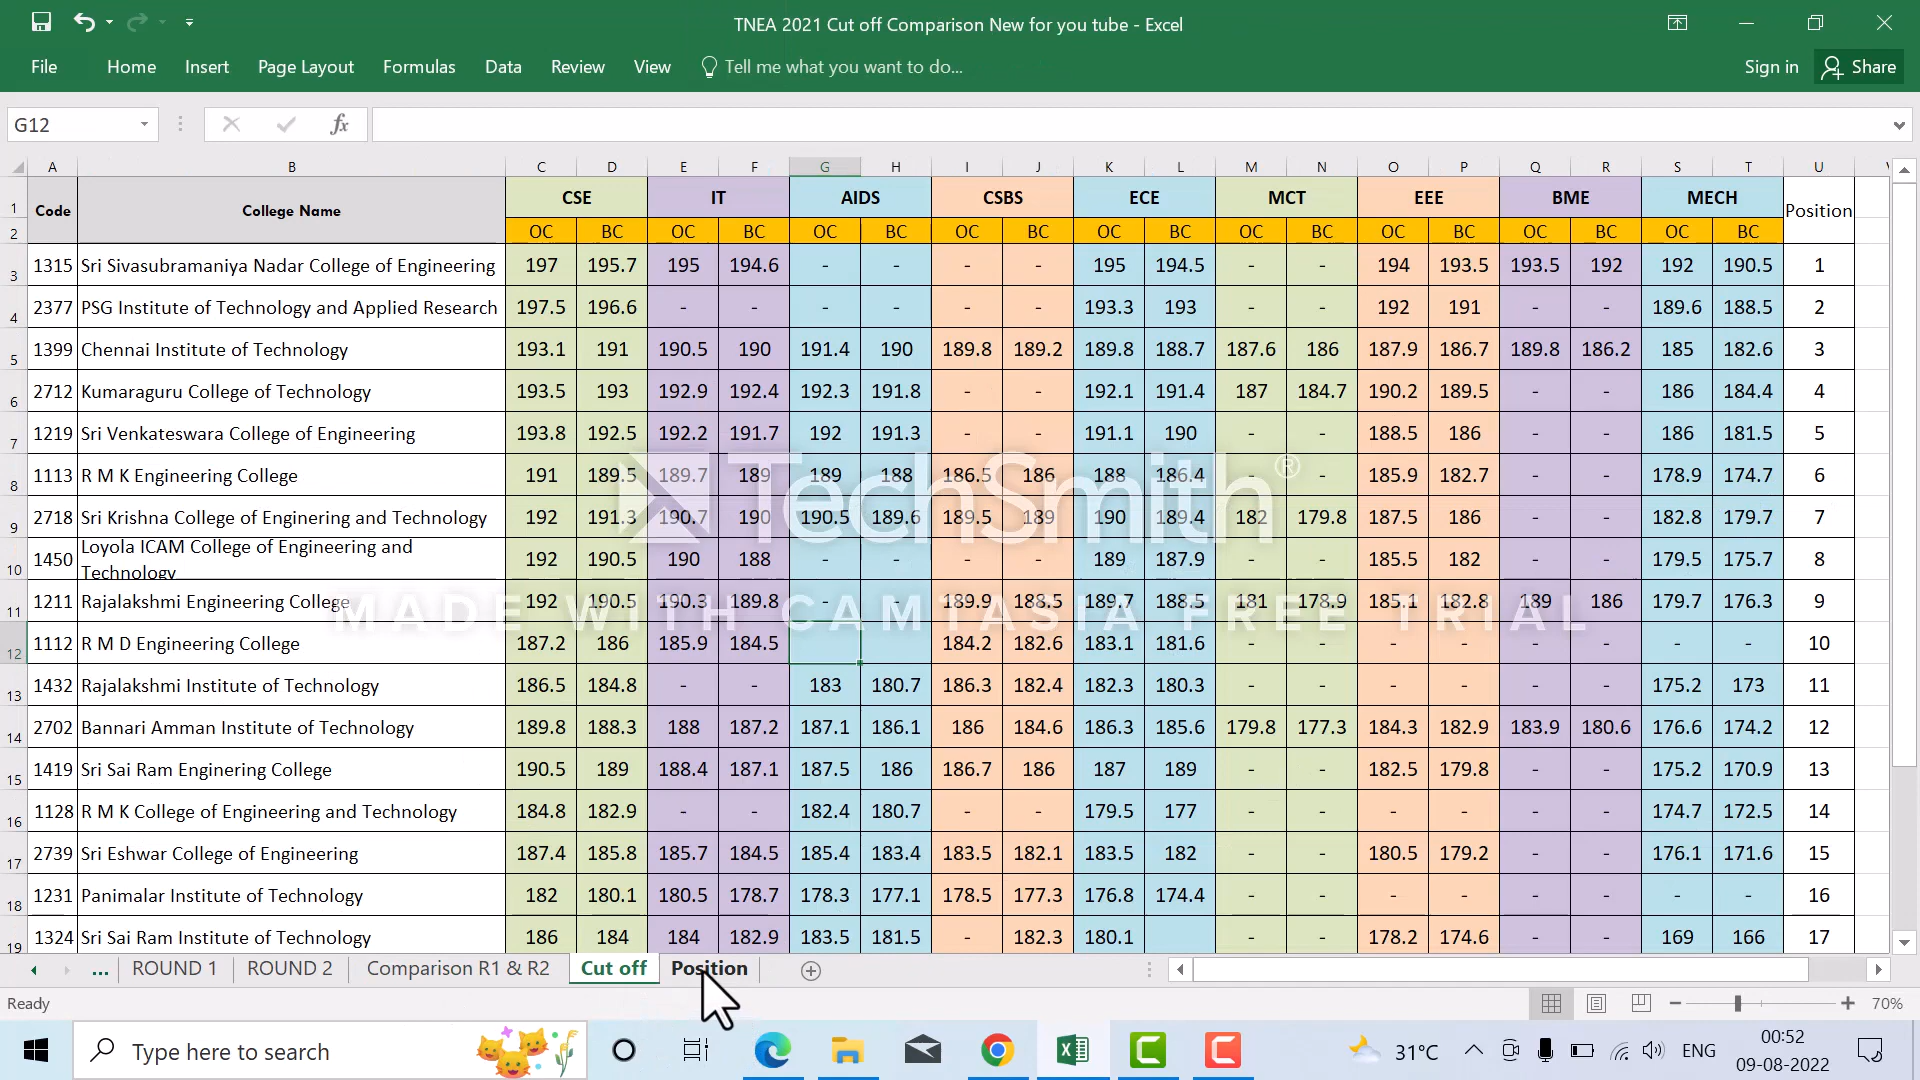 TNEA 2021 Cut off Comparison New for you tube - Excel
File Home Insert Page Layout Formulas Data Review View Tell me what you want to do... Sign in Share
G12 fx
A B C D E F G H I J K L M N O P Q R S T U
1 Code College Name CSE IT AIDS CSBS ECE MCT EEE BME MECH Position
2 OC BC OC BC OC BC OC BC OC BC OC BC OC BC OC BC OC BC
3 1315 Sri Sivasubramaniya Nadar College of Engineering 197 195.7 195 194.6 - - - - 195 194.5 - - 194 193.5 193.5 192 192 190.5 1
4 2377 PSG Institute of Technology and Applied Research 197.5 196.6 - - - - - - 193.3 193 - - 192 191 - - 189.6 188.5 2
5 1399 Chennai Institute of Technology 193.1 191 190.5 190 191.4 190 189.8 189.2 189.8 188.7 187.6 186 187.9 186.7 189.8 186.2 185 182.6 3
6 2712 Kumaraguru College of Technology 193.5 193 192.9 192.4 192.3 191.8 - - 192.1 191.4 187 184.7 190.2 189.5 - - 186 184.4 4
7 1219 Sri Venkateswara College of Engineering 193.8 192.5 192.2 191.7 192 191.3 - - 191.1 190 - - 188.5 186 - - 186 181.5 5
8 1113 R M K Engineering College 191 189.5 189.7 189 189 188 186.5 186 188 186.4 - - 185.9 182.7 - - 178.9 174.7 6
TechSmith®
9 2718 Sri Krishna College of Enginering and Technology 192 191.3 190.7 190 190.5 189.6 189.5 189 190 189.4 182 179.8 187.5 186 - - 182.8 179.7 7
10 1450 Loyola ICAM College of Engineering and Technology 192 190.5 190 188 - - - - 189 187.9 - - 185.5 182 - - 179.5 175.7 8
11 1211 Rajalakshmi Engineering College 192 190.5 190.3 189.8 - - 189.9 188.5 189.7 188.5 181 178.9 185.1 182.8 189 186 179.7 176.3 9
MADE WITH CAMTASIA FREE TRIAL
12 1112 R M D Engineering College 187.2 186 185.9 184.5 184.2 182.6 183.1 181.6 - - - - - - - - 10
13 1432 Rajalakshmi Institute of Technology 186.5 184.8 - - 183 180.7 186.3 182.4 182.3 180.3 - - - - - - 175.2 173 11
14 2702 Bannari Amman Institute of Technology 189.8 188.3 188 187.2 187.1 186.1 186 184.6 186.3 185.6 179.8 177.3 184.3 182.9 183.9 180.6 176.6 174.2 12
15 1419 Sri Sai Ram Enginering College 190.5 189 188.4 187.1 187.5 186 186.7 186 187 189 - - 182.5 179.8 - - 175.2 170.9 13
16 1128 R M K College of Engineering and Technology 184.8 182.9 - - 182.4 180.7 - - 179.5 177 - - - - - - 174.7 172.5 14
17 2739 Sri Eshwar College of Engineering 187.4 185.8 185.7 184.5 185.4 183.4 183.5 182.1 183.5 182 - - 180.5 179.2 - - 176.1 171.6 15
18 1231 Panimalar Institute of Technology 182 180.1 180.5 178.7 178.3 177.1 178.5 177.3 176.8 174.4 - - - - - - - - 16
19 1324 Sri Sai Ram Institute of Technology 186 184 184 182.9 183.5 181.5 - 182.3 180.1 - - 178.2 174.6 - - 169 166 17
... ROUND 1 ROUND 2 Comparison R1 & R2 Cut off Position
Ready 70%
Type here to search 31°C ENG 00:52
09-08-2022